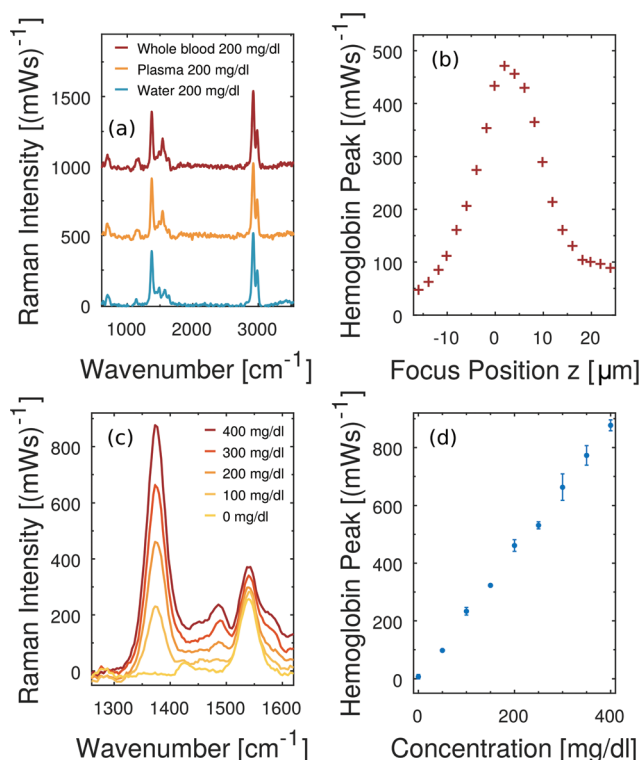 Whole blood 200 mg/dl
Plasma 200 mg/dl
Water 200 mg/dl
(a)
1500
1000
500
0
1000 2000 3000
Raman Intensity [(mWs)⁻¹
Wavenumber [cm⁻¹
(b)
500
400
300
200
100
0
-10 0 10 20
Hemoglobin Peak [(mWs)⁻¹
Focus Position z [µm]
(c)
400 mg/dl
300 mg/dl
200 mg/dl
100 mg/dl
0 mg/dl
800
600
400
200
0
1300 1400 1500 1600
Raman Intensity [(mWs)⁻¹
Wavenumber [cm⁻¹
(d)
800
600
400
200
0
0 200 400
Hemoglobin Peak [(mWs)⁻¹
Concentration [mg/dl]